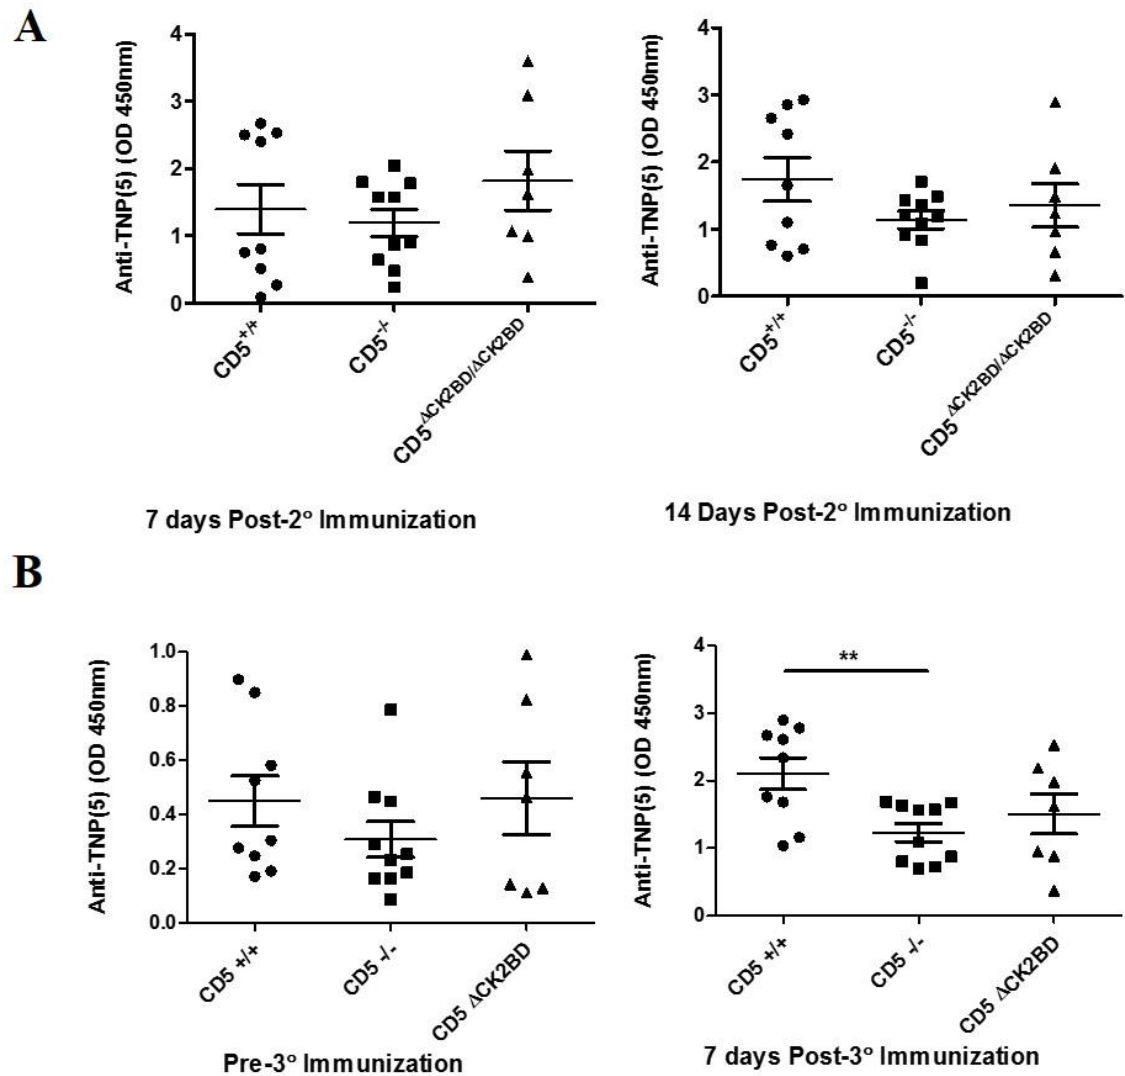 A
Anti-TNP(5) (OD 450nm)
4
3
2
1
0
CD5+/+
CD5-/-
CD5ΔCK2BD/ΔCK2BD
7 days Post-2° Immunization
Anti-TNP(5) (OD 450nm)
4
3
2
1
0
CD5+/+
CD5-/-
CD5ΔCK2BD/ΔCK2BD
14 Days Post-2° Immunization
B
Anti-TNP(5) (OD 450nm)
1.0
0.8
0.6
0.4
0.2
0.0
CD5 +/+
CD5 -/-
CD5 ΔCK2BD
Pre-3° Immunization
Anti-TNP(5) (OD 450nm)
4
3
2
1
0
**
CD5 +/+
CD5 -/-
CD5 ΔCK2BD
7 days Post-3° Immunization